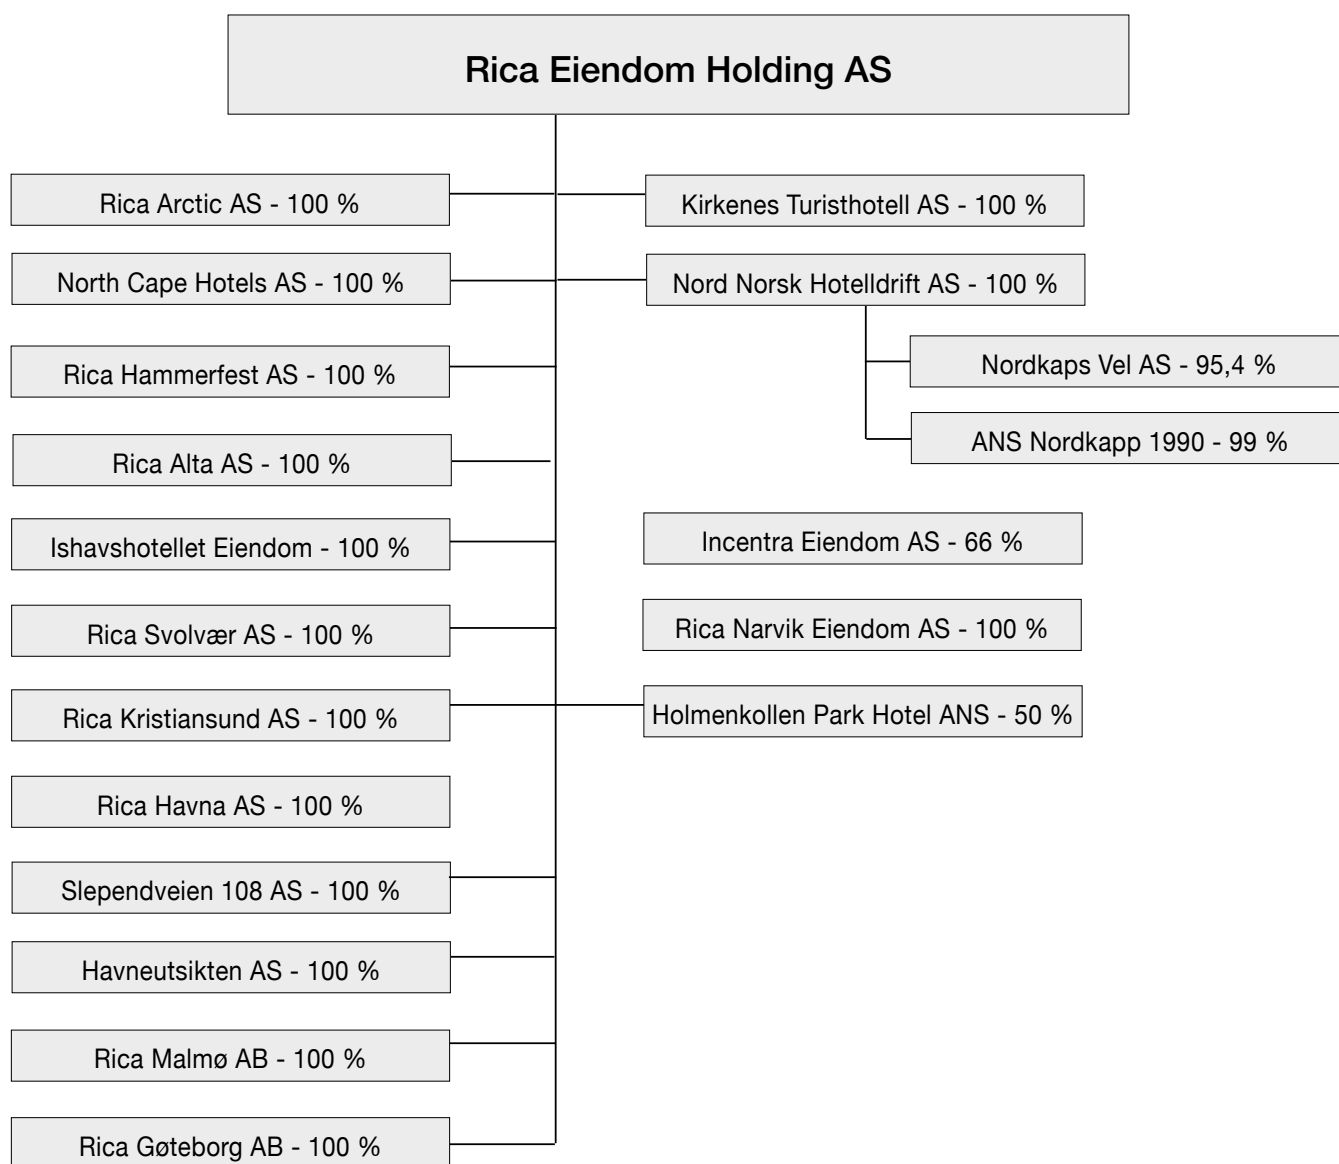 Rica Eiendom Holding AS
Rica Arctic AS - 100 %
North Cape Hotels AS - 100 %
Rica Hammerfest AS - 100 %
Rica Alta AS - 100 %
Ishavshotellet Eiendom - 100 %
Rica Svolvær AS - 100 %
Rica Kristiansund AS - 100 %
Rica Havna AS - 100 %
Slependveien 108 AS - 100 %
Havneutsikten AS - 100 %
Rica Malmø AB - 100 %
Rica Gøteborg AB - 100 %
Kirkenes Turisthotell AS - 100 %
Nord Norsk Hotelldrift AS - 100 %
Nordkaps Vel AS - 95,4 %
ANS Nordkapp 1990 - 99 %
Incentra Eiendom AS - 66 %
Rica Narvik Eiendom AS - 100 %
Holmenkollen Park Hotel ANS - 50 %